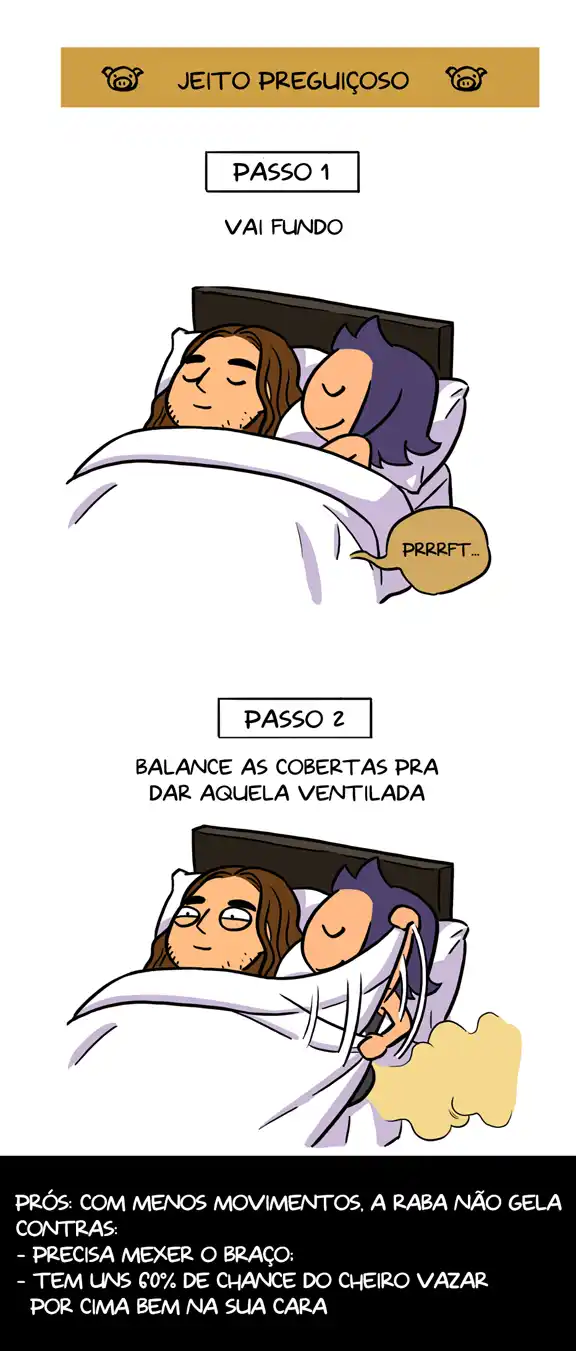 JEITO PREGUIÇOSO
PASSO 1
VAI FUNDO
PRRRFT...
PASSO 2
BALANCE AS COBERTAS PRA
DAR AQUELA VENTILADA
PRÓS: COM MENOS MOVIMENTOS, A RABA NÃO GELA
CONTRAS:
- PRECISA MEXER O BRAÇO;
- TEM UNS 60% DE CHANCE DO CHEIRO VAZAR
POR CIMA BEM NA SUA CARA